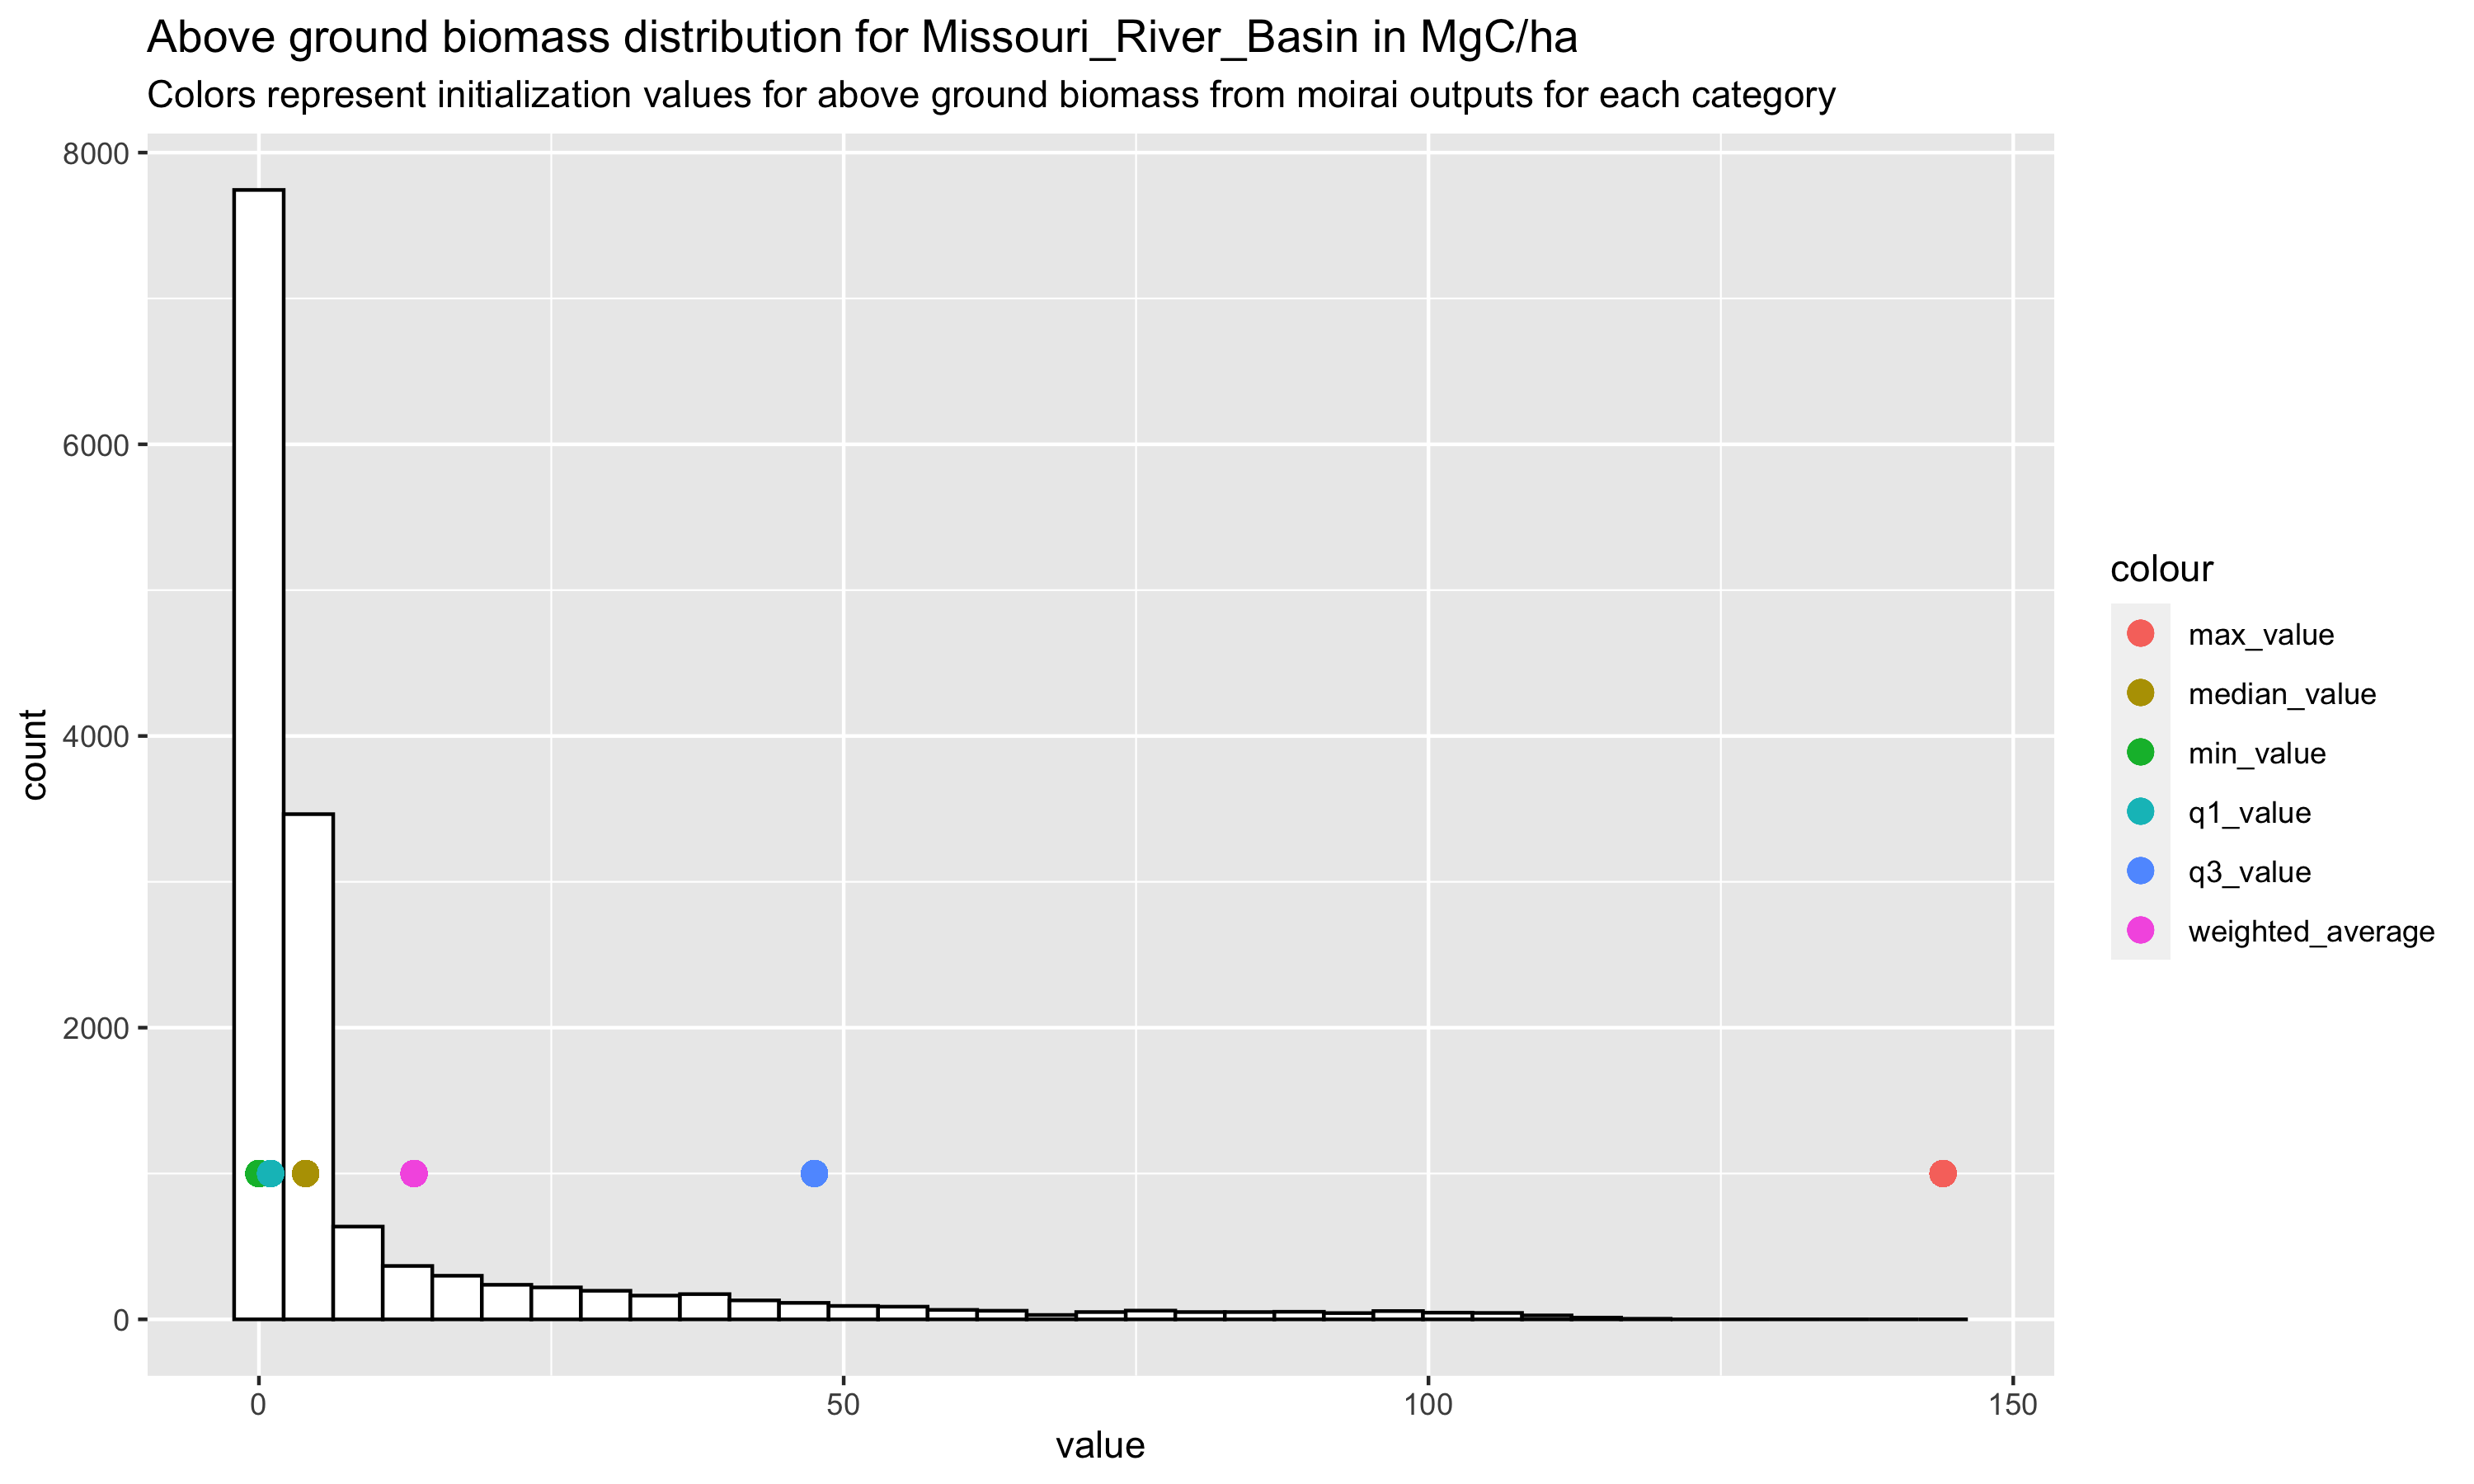 Above ground biomass distribution for Missouri_River_Basin in MgC/ha
Colors represent initialization values for above ground biomass from moirai outputs for each category
8000
6000
4000
2000
0
count
0
50
100
150
value
colour
max_value
median_value
min_value
q1_value
q3_value
weighted_average